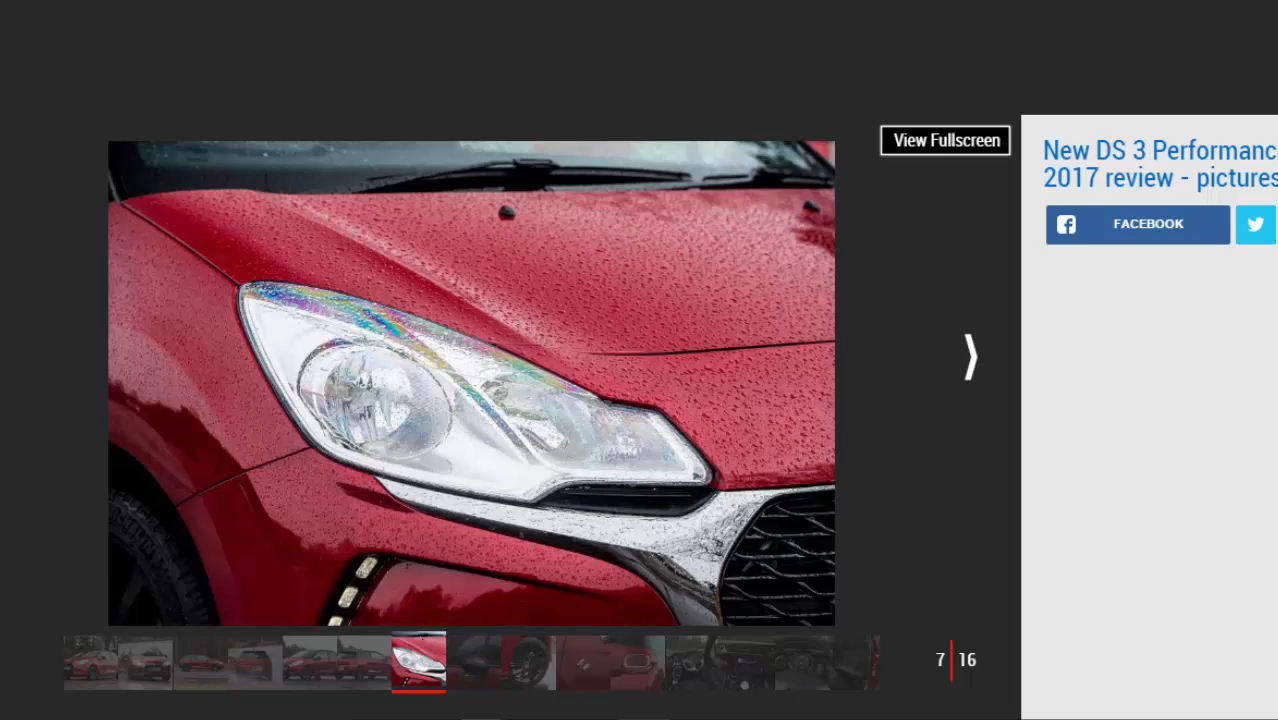 View Fullscreen
New DS 3 Performanc
2017 review - pictures
FACEBOOK
7 16